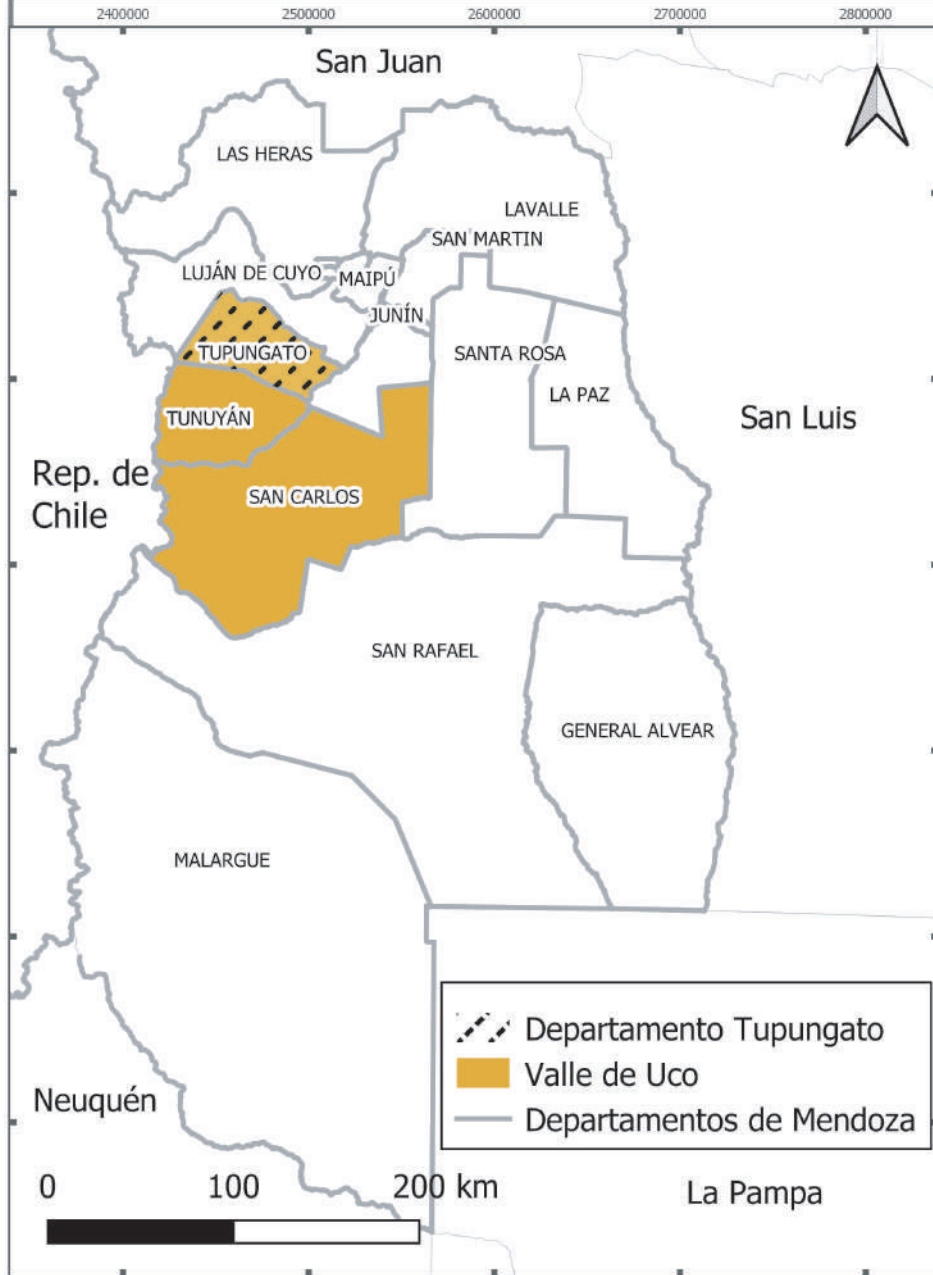 2400000 2500000 2600000 2700000 2800000
San Juan
LAS HERAS
LAVALLE
SAN MARTIN
LUJÁN DE CUYO
MAIPÚ
JUNÍN
TUPUNGATO
SANTA ROSA
LA PAZ
TUNUYÁN
San Luis
Rep. de
Chile
SAN CARLOS
SAN RAFAEL
GENERAL ALVEAR
MALARGUE
Departamento Tupungato
Valle de Uco
Departamentos de Mendoza
Neuquén
0 100 200 km
La Pampa